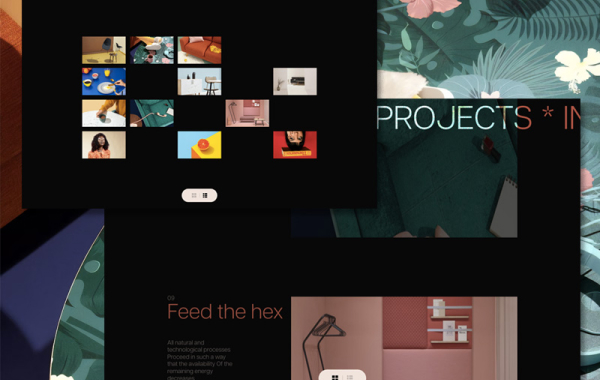 PROJECTS * IN
03
Feed the hex
All natural and
technological processes
Proceed in such a way
that the availability Of the
remaining energy
decreases